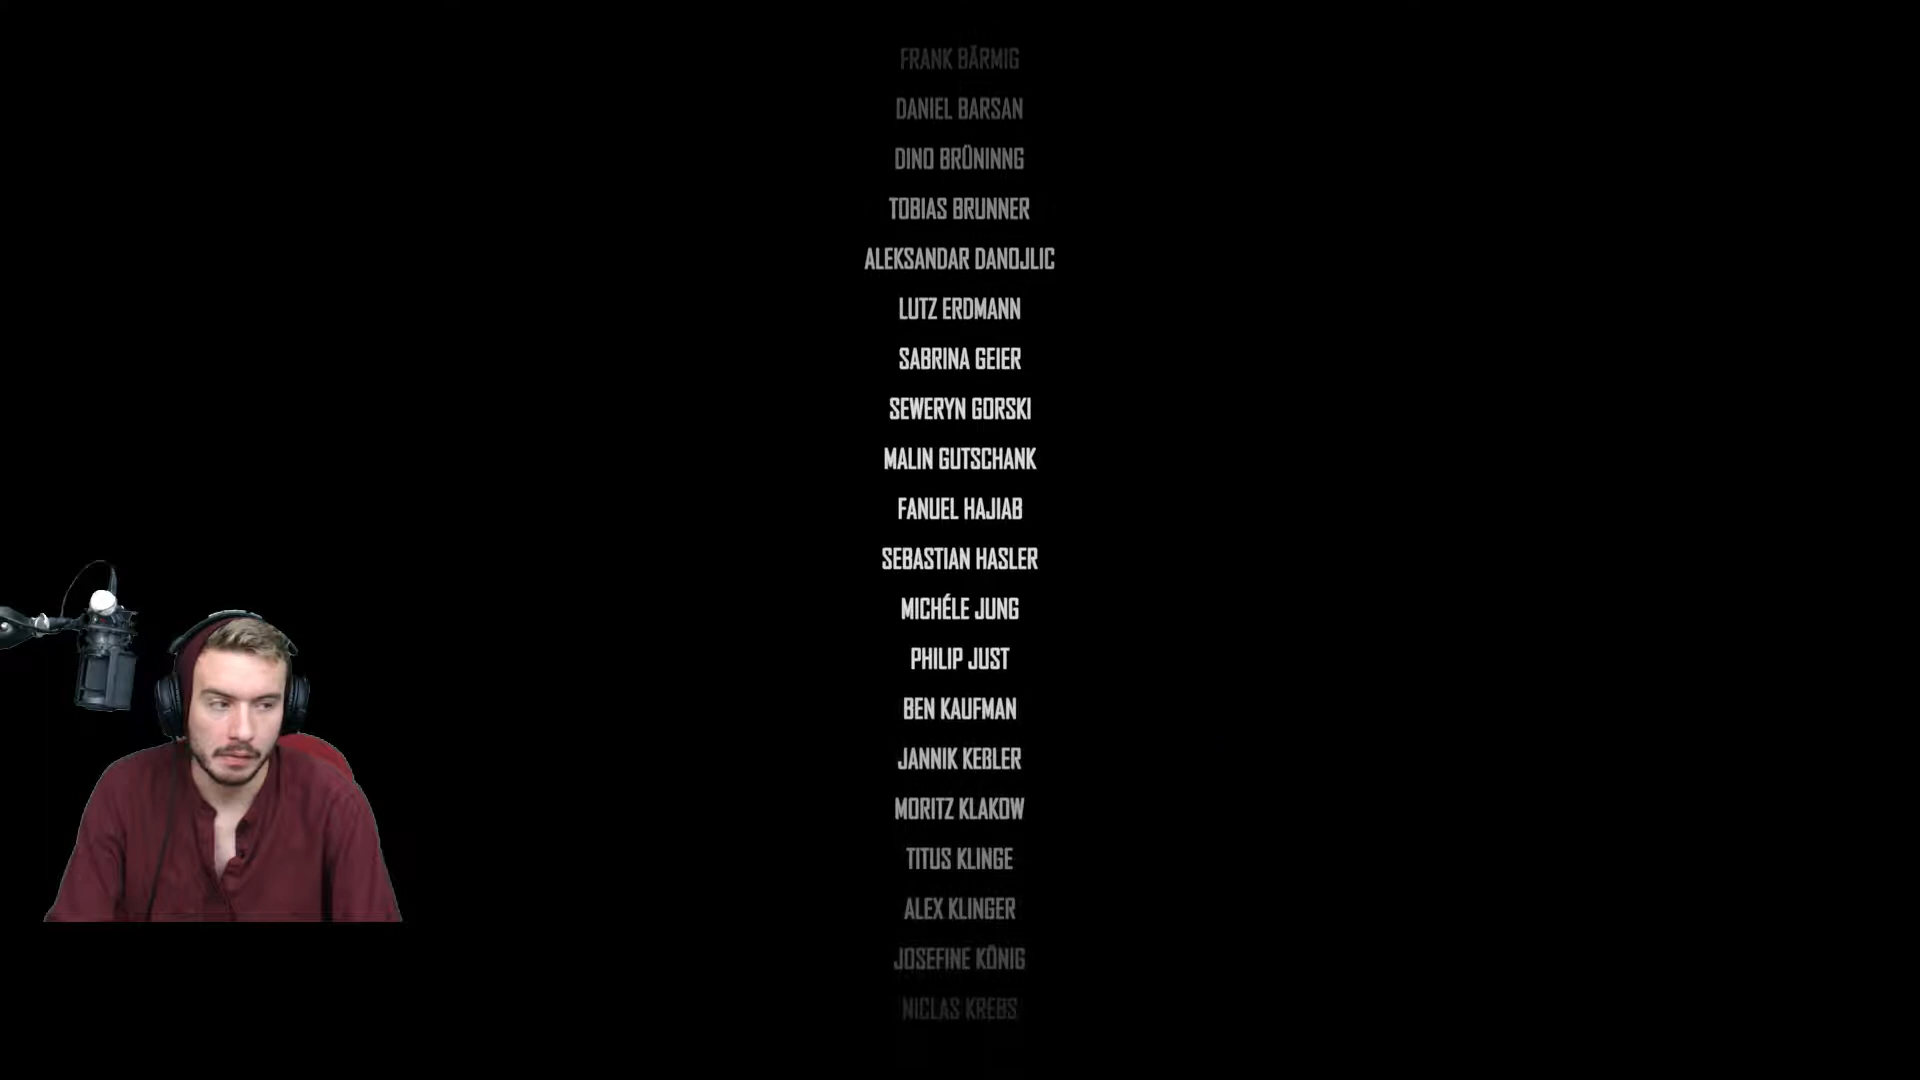 FRANK BÄRMIG
DANIEL BARSAN
DINO BRÜNINNG
TOBIAS BRUNNER
ALEKSANDAR DANOJLIC
LUTZ ERDMANN
SABRINA GEIER
SEWERYN GORSKI
MALIN GUTSCHANK
FANUEL HAJIAB
SEBASTIAN HASLER
MICHÉLE JUNG
PHILIP JUST
BEN KAUFMAN
JANNIK KEßLER
MORITZ KLAKOW
TITUS KLINGE
ALEX KLINGER
JOSEFINE KÖNIG
NICLAS KREBS